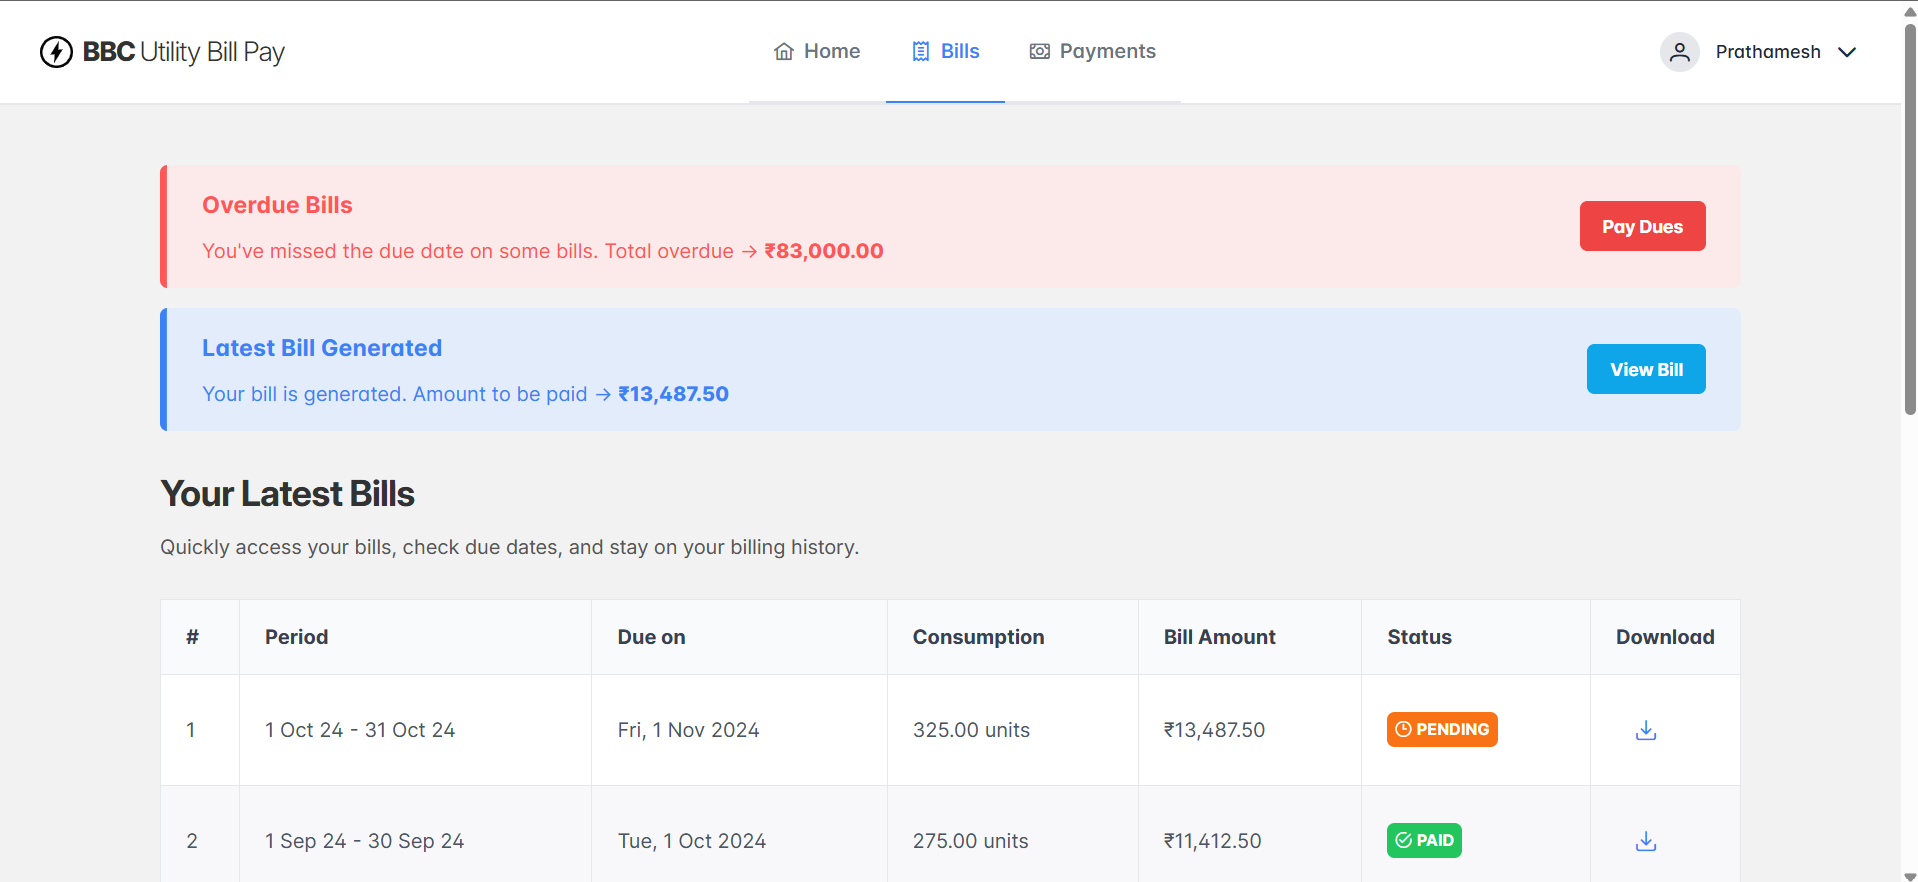 BBC Utility Bill Pay
Home
Bills
Payments
Prathamesh
Overdue Bills
You've missed the due date on some bills. Total overdue → ₹83,000.00
Pay Dues
Latest Bill Generated
Your bill is generated. Amount to be paid → ₹13,487.50
View Bill
Your Latest Bills
Quickly access your bills, check due dates, and stay on your billing history.
# Period Due on Consumption Bill Amount Status Download
1 1 Oct 24 - 31 Oct 24 Fri, 1 Nov 2024 325.00 units ₹13,487.50 PENDING
2 1 Sep 24 - 30 Sep 24 Tue, 1 Oct 2024 275.00 units ₹11,412.50 PAID